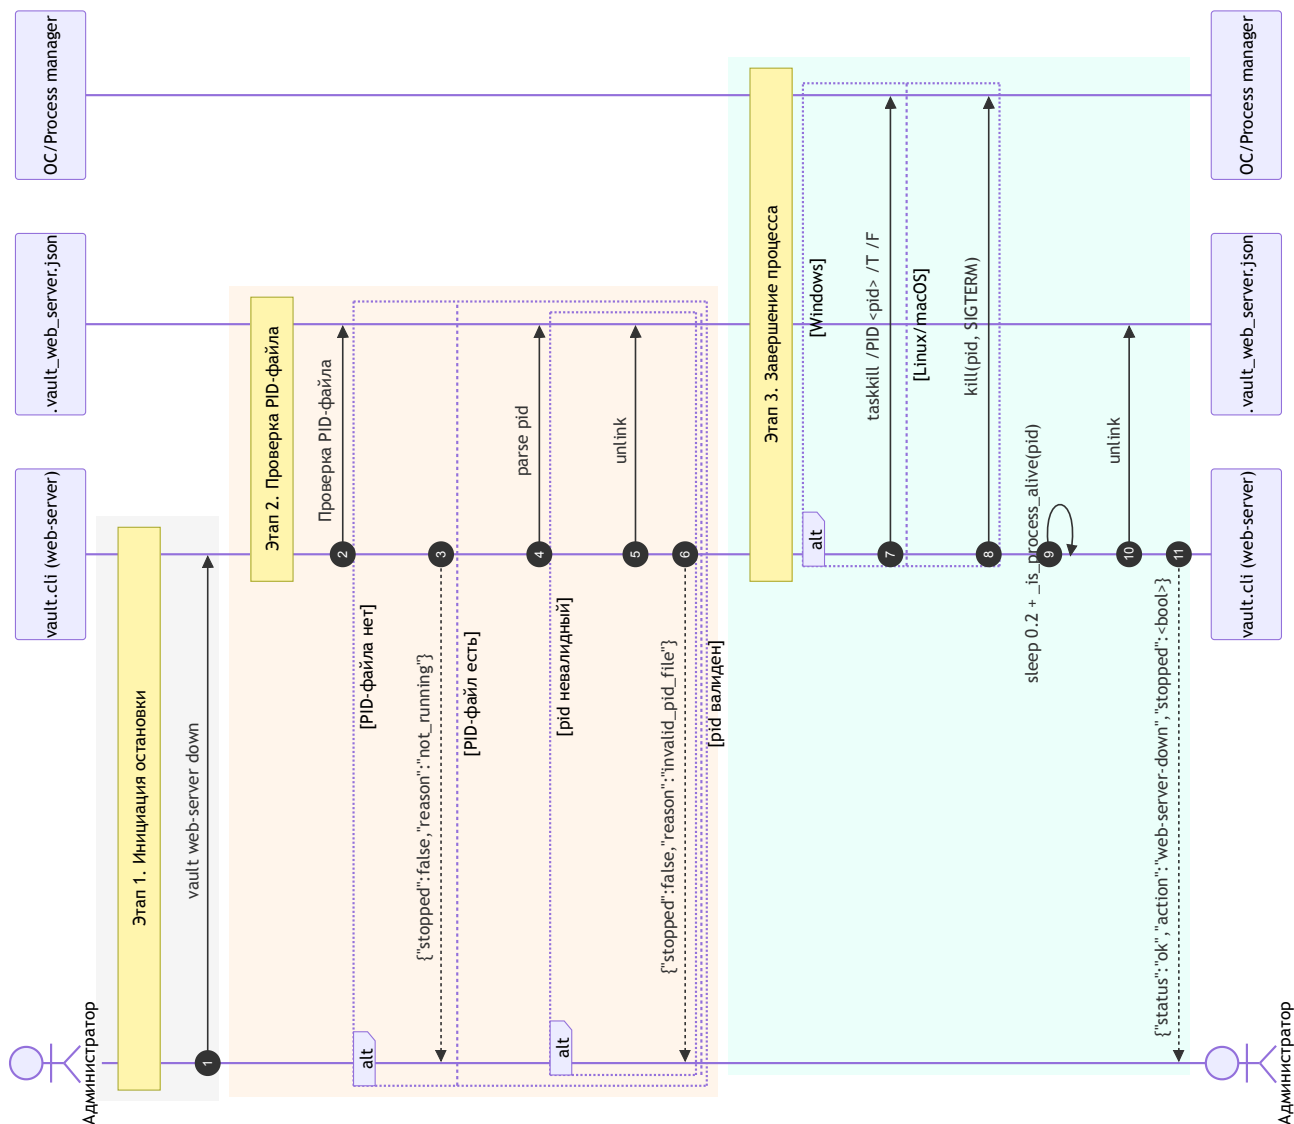 Администратор
vault.cli (web-server)
.vault_web_server.json
ОС/Process manager
Этап 1. Инициация остановки
vault web-server down
1
Этап 2. Проверка PID-файла
Проверка PID-файла
2
alt
[PID-файла нет]
{"stopped":false,"reason":"not_running"}
3
[PID-файл есть]
parse pid
4
alt
[pid невалидный]
unlink
5
{"stopped":false,"reason":"invalid_pid_file"}
6
[pid валиден]
Этап 3. Завершение процесса
alt
[Windows]
taskkill /PID <pid> /T /F
7
[Linux/macOS]
kill(pid, SIGTERM)
8
sleep 0.2 + _is_process_alive(pid)
9
unlink
10
{"status":"ok","action":"web-server-down","stopped":<bool>}
11
Администратор
vault.cli (web-server)
.vault_web_server.json
ОС/Process manager